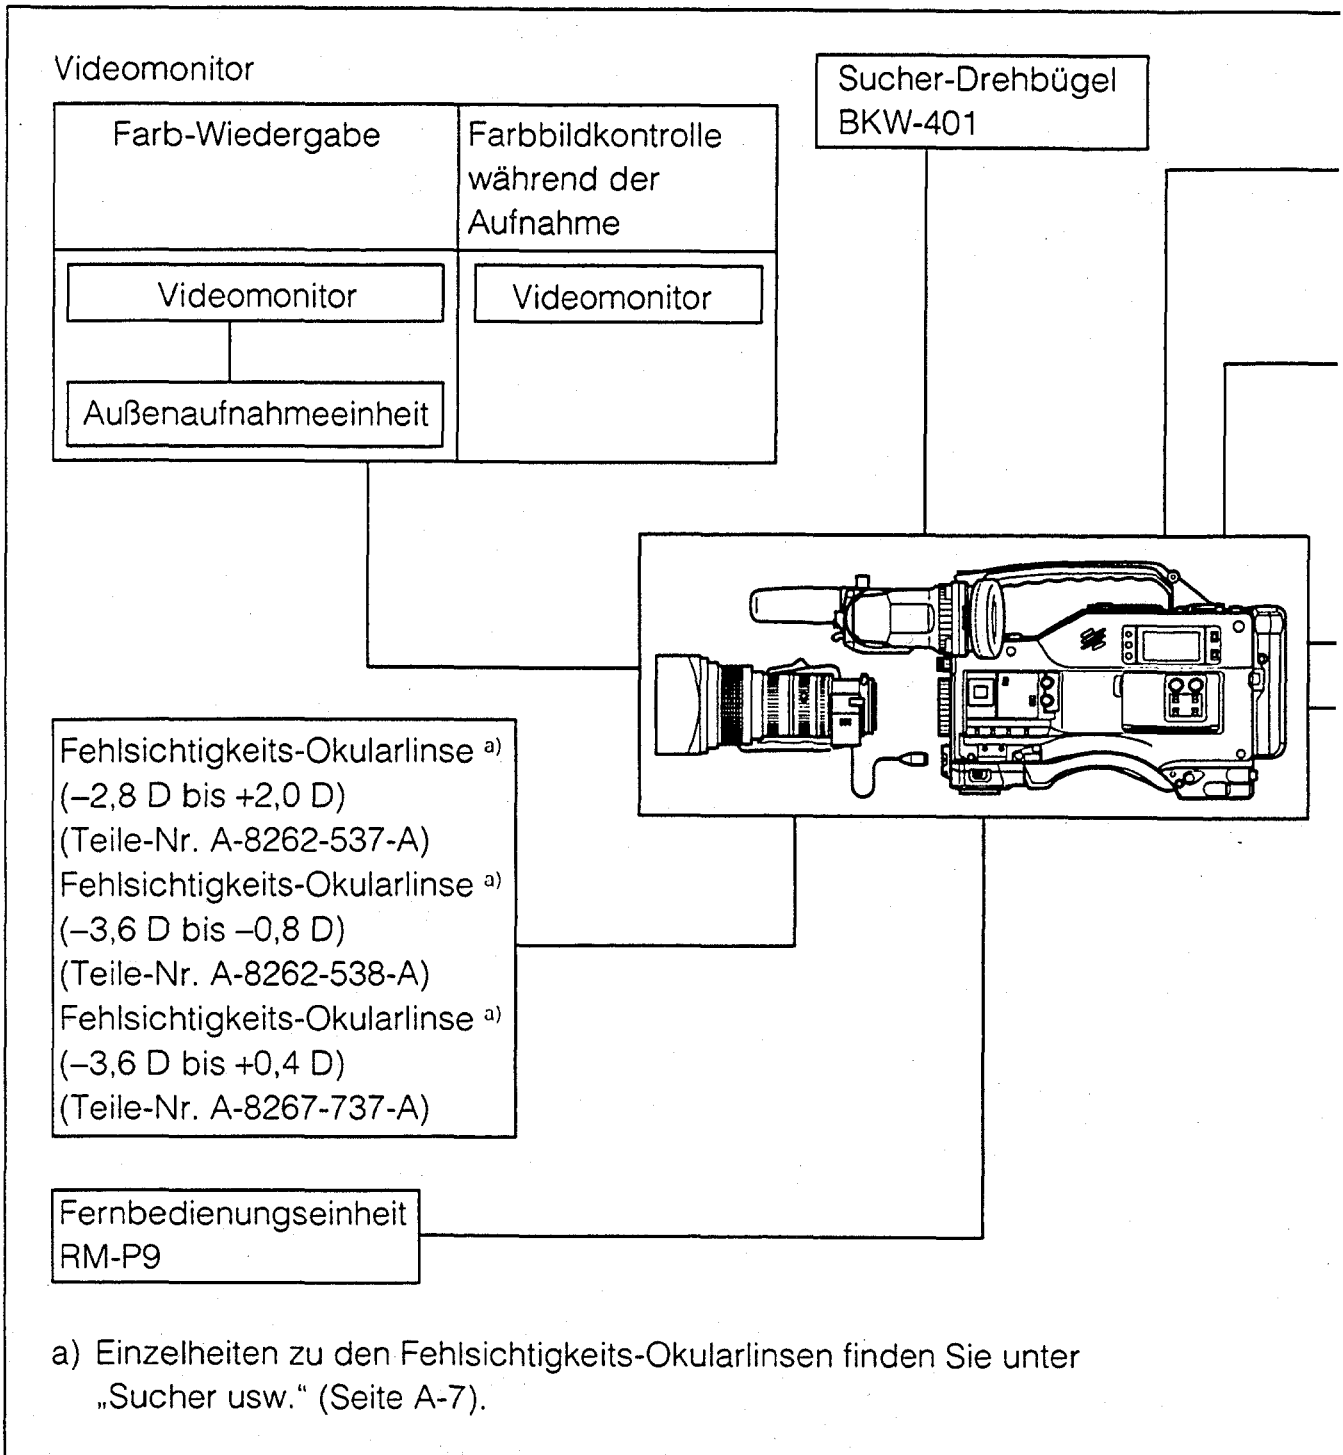 Videomonitor
Farb-Wiedergabe
Farbbildkontrolle
während der
Aufnahme
Videomonitor
Videomonitor
Außenaufnahmeeinheit
Sucher-Drehbügel
BKW-401
Fehlsichtigkeits-Okularlinse a)
(–2,8 D bis +2,0 D)
(Teile-Nr. A-8262-537-A)
Fehlsichtigkeits-Okularlinse a)
(–3,6 D bis –0,8 D)
(Teile-Nr. A-8262-538-A)
Fehlsichtigkeits-Okularlinse a)
(–3,6 D bis +0,4 D)
(Teile-Nr. A-8267-737-A)
Fernbedienungseinheit
RM-P9
a) Einzelheiten zu den Fehlsichtigkeits-Okularlinsen finden Sie unter
„Sucher usw.“ (Seite A-7).